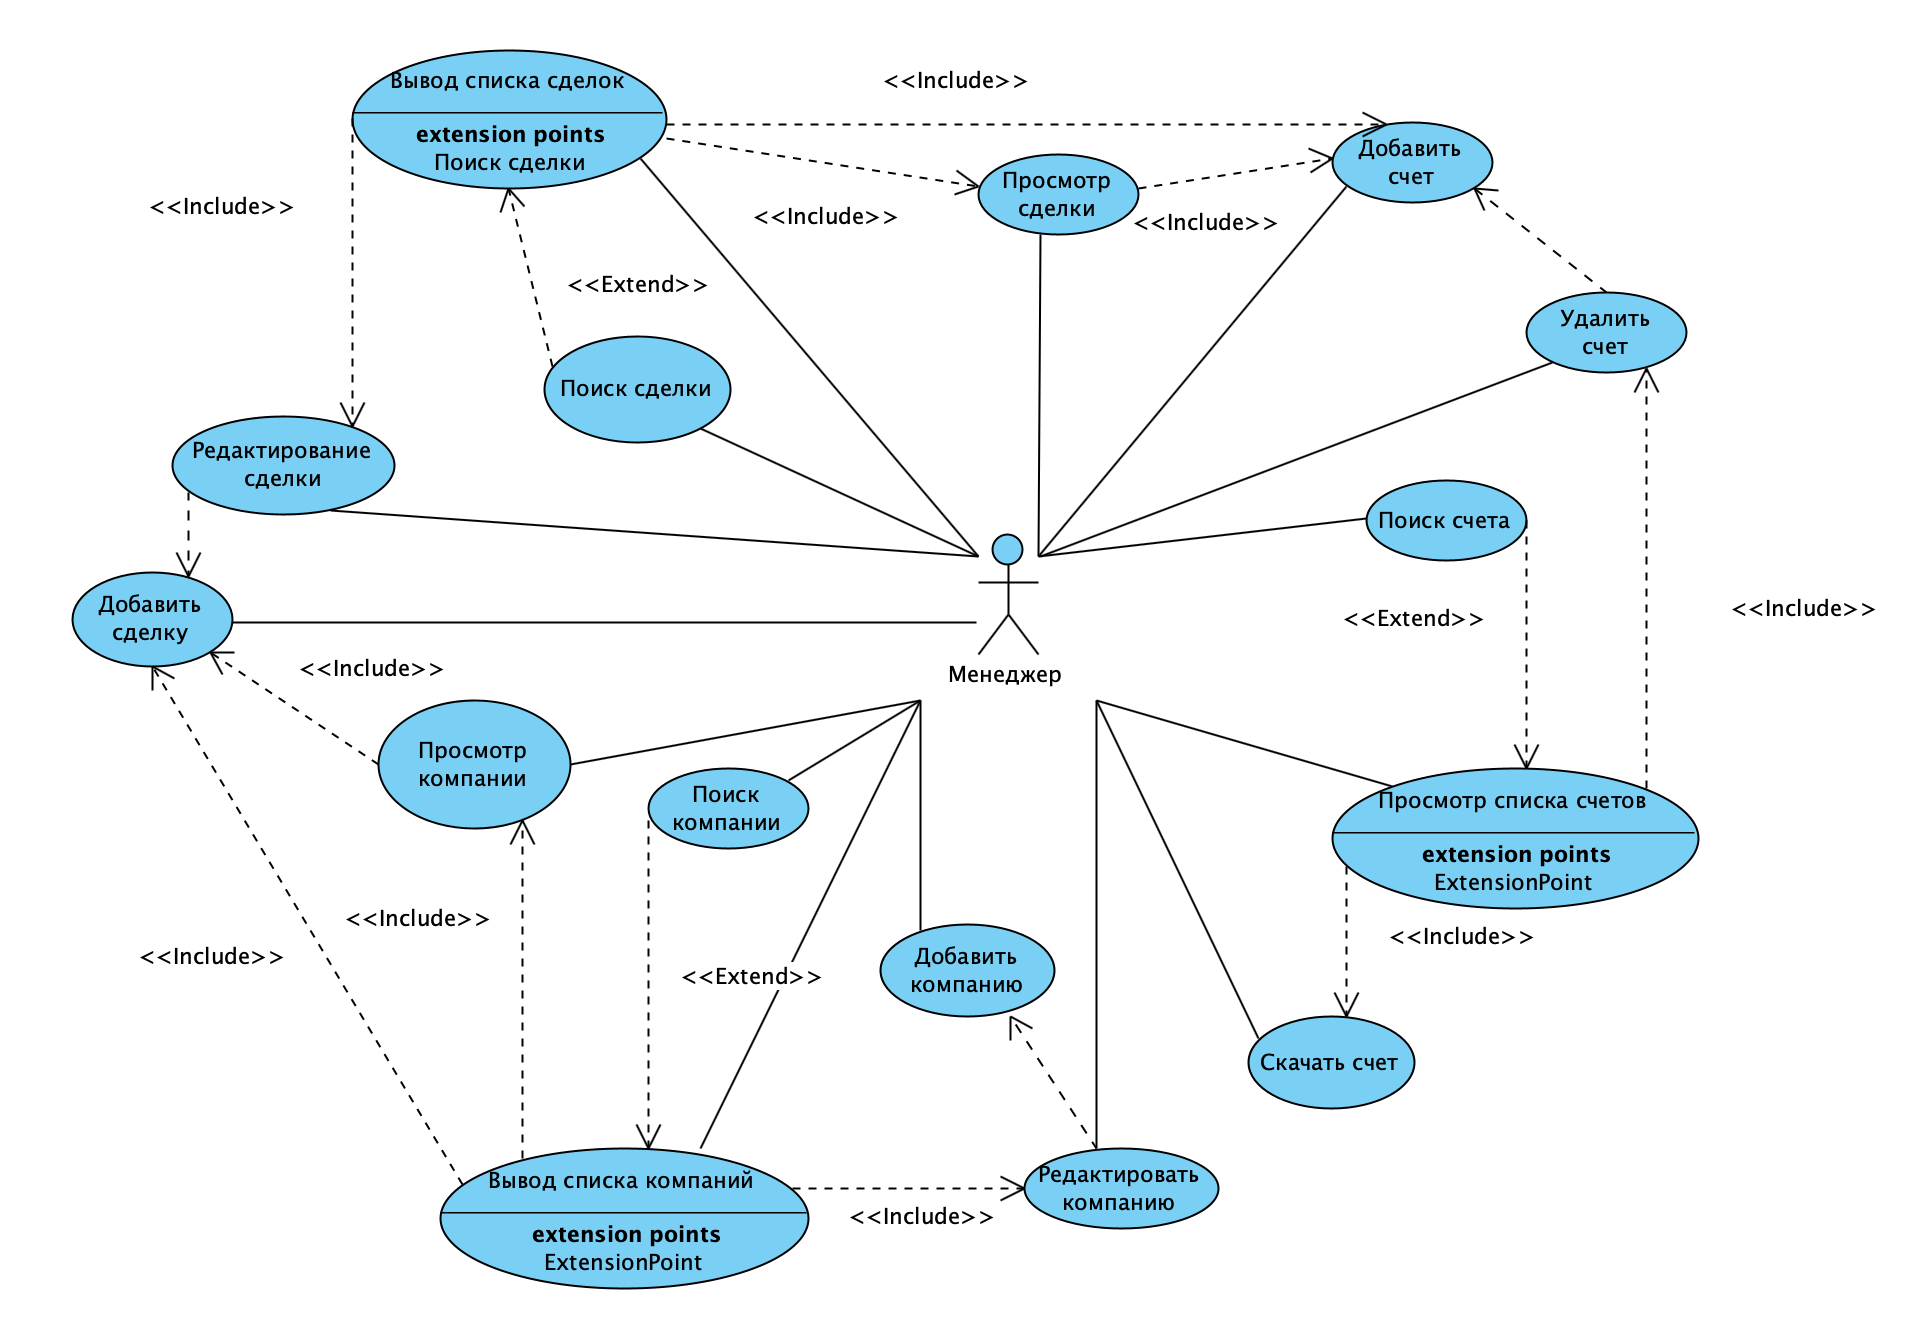 Вывод списка сделок
extension points
Поиск сделки
<<Include>>
Добавить
счет
Просмотр
сделки
<<Include>>
<<Include>>
<<Include>>
<<Extend>>
Удалить
счет
Поиск сделки
Редактирование
сделки
Поиск счета
Добавить
сделку
<<Include>>
<<Extend>>
<<Include>>
Менеджер
Просмотр
компании
Поиск
компании
Просмотр списка счетов
extension points
ExtensionPoint
<<Include>>
<<Include>>
<<Include>>
<<Extend>>
Добавить
компанию
Скачать счет
Вывод списка компаний
extension points
ExtensionPoint
<<Include>>
Редактировать
компанию